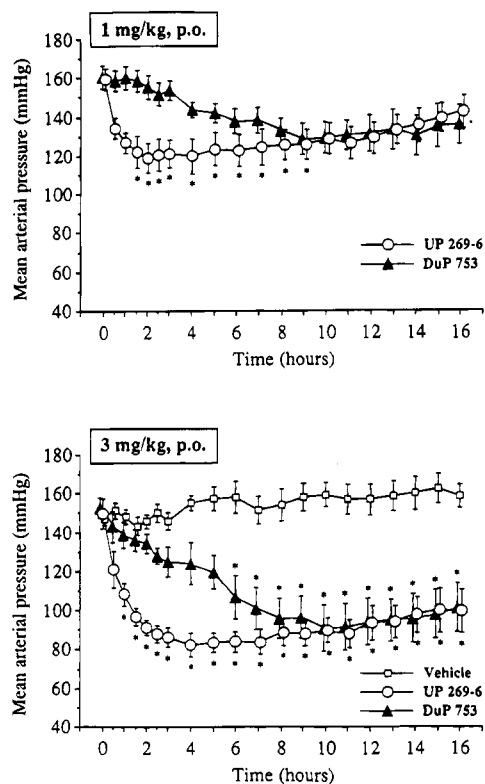 1 mg/kg, p.o.
180
160
140
120
100
80
60
40
Mean arterial pressure (mmHg)
UP 269-6
DuP 753
0 2 4 6 8 10 12 14 16
Time (hours)
3 mg/kg, p.o.
180
160
140
120
100
80
60
40
Mean arterial pressure (mmHg)
Vehicle
UP 269-6
DuP 753
0 2 4 6 8 10 12 14 16
Time (hours)